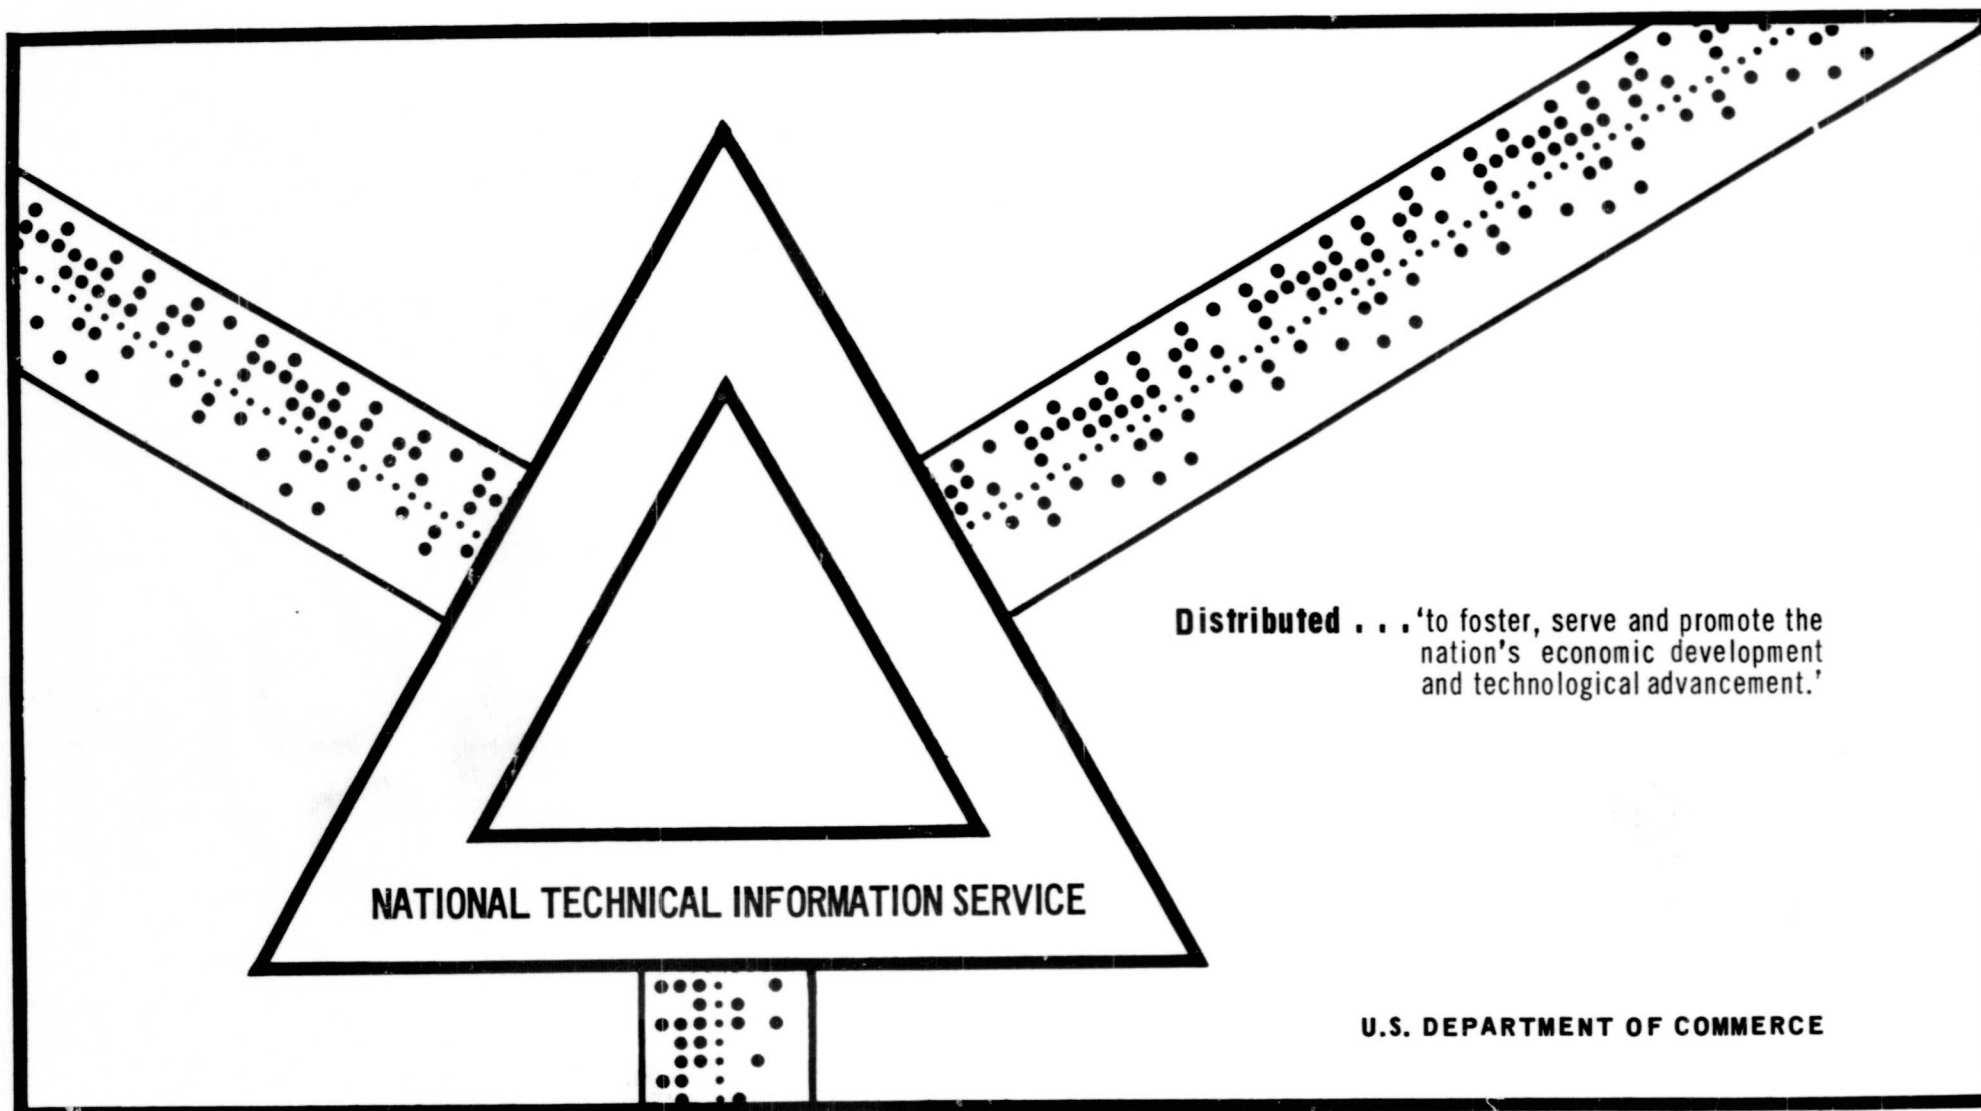 Distributed . . . ‘to foster, serve and promote the
nation's economic development
and technological advancement.’
NATIONAL TECHNICAL INFORMATION SERVICE
U.S. DEPARTMENT OF COMMERCE